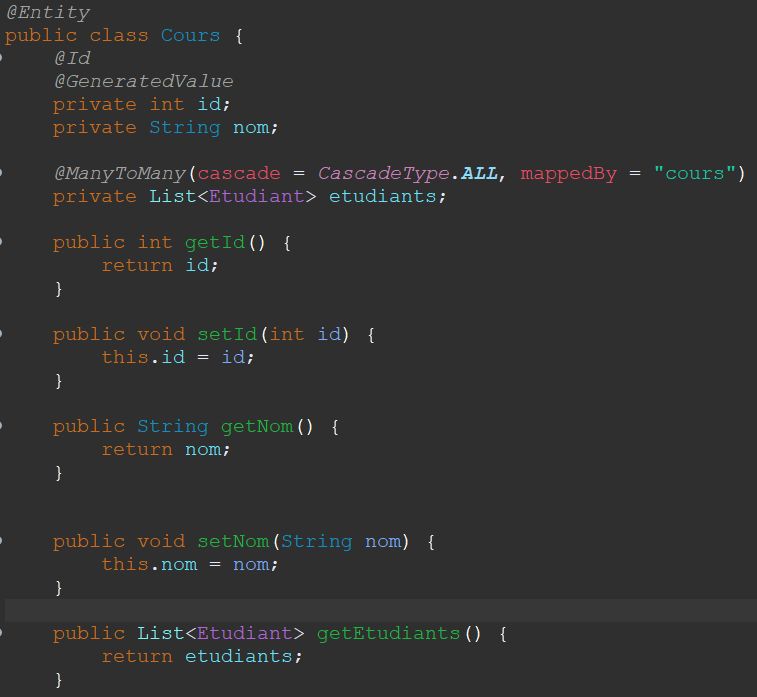 @Entity
public class Cours {
@Id
@GeneratedValue
private int id;
private String nom;
@ManyToMany(cascade = CascadeType.ALL, mappedBy = "cours")
private List<Etudiant> etudiants;
public int getId() {
return id;
}
public void setId(int id) {
this.id = id;
}
public String getNom() {
return nom;
}
public void setNom(String nom) {
this.nom = nom;
}
public List<Etudiant> getEtudiants() {
return etudiants;
}